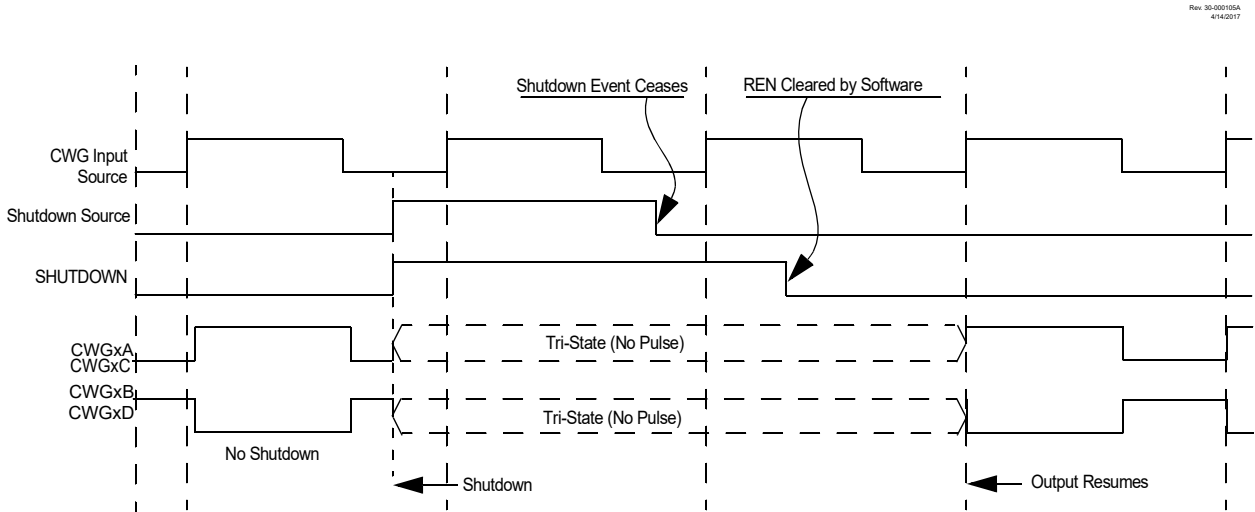 Rev. 30-000105A
4/14/2017
Shutdown Event Ceases
REN Cleared by Software
CWG Input
Source
Shutdown Source
SHUTDOWN
Tri-State (No Pulse)
CWGxA
CWGxC
CWGxB
CWGxD
Tri-State (No Pulse)
No Shutdown
Shutdown
Output Resumes